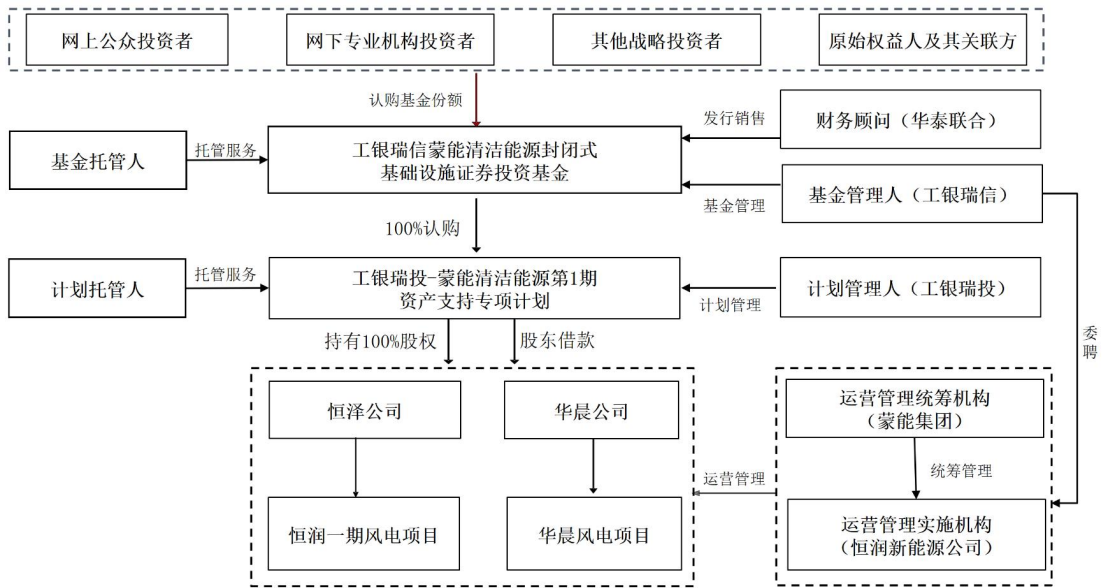 网上公众投资者
网下专业机构投资者
其他战略投资者
原始权益人及其关联方
认购基金份额
发行销售
财务顾问（华泰联合）
基金托管人
托管服务
工银瑞信蒙能清洁能源封闭式
基础设施证券投资基金
基金管理
基金管理人（工银瑞信）
100%认购
计划托管人
托管服务
工银瑞投-蒙能清洁能源第1期
资产支持专项计划
计划管理
计划管理人（工银瑞投）
持有100%股权
股东借款
委
聘
恒泽公司
华晨公司
运营管理统筹机构
（蒙能集团）
运营管理
统筹管理
恒润一期风电项目
华晨风电项目
运营管理实施机构
（恒润新能源公司）